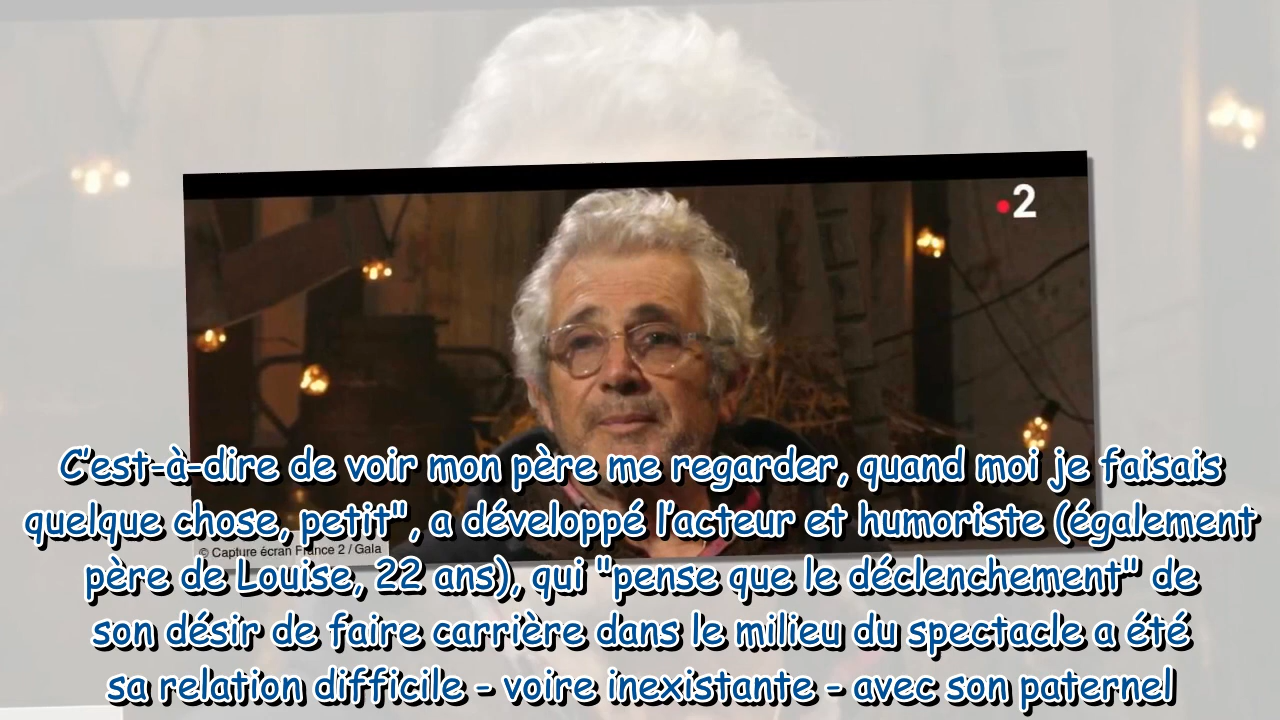 2
C'est-à-dire de voir mon père me regarder, quand moi je faisais
quelque chose, petit", a développé l'acteur et humoriste (également
© Capture écran France 2 / Gala
père de Louise, 22 ans), qui "pense que le déclenchement" de
son désir de faire carrière dans le milieu du spectacle a été
sa relation difficile - voire inexistante - avec son paternel